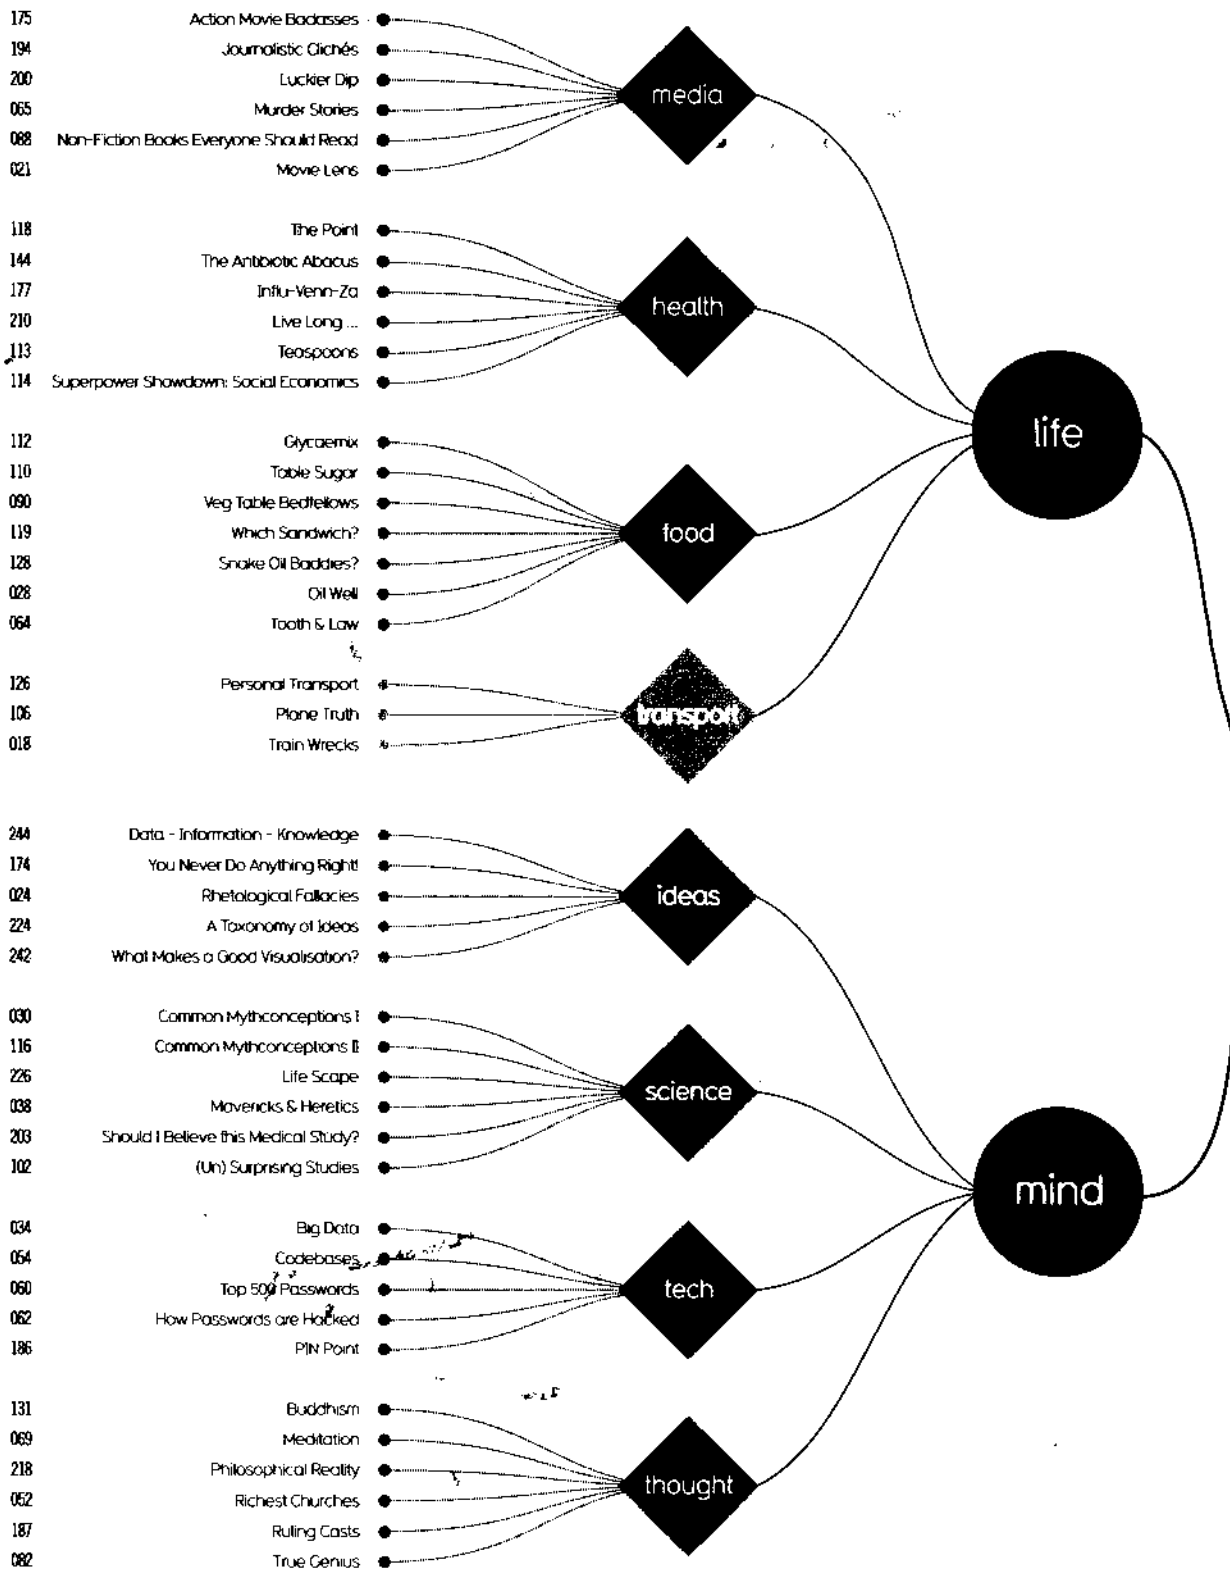 175 Action Movie Badasses
194 Journalistic Clichés
200 Luckier Dip
065 Murder Stories
088 Non-Fiction Books Everyone Should Read
021 Movie Lens
media
118 The Point
144 The Antibiotic Abacus
177 Influ-Venn-Za
210 Live Long ...
113 Teaspoons
114 Superpower Showdown: Social Economics
health
life
112 Glycaemix
110 Table Sugar
090 Veg Table Bedfellows
119 Which Sandwich?
128 Snake Oil Baddies?
028 Oil Well
064 Tooth & Law
food
126 Personal Transport
106 Plane Truth
018 Train Wrecks
transport
244 Data - Information - Knowledge
174 You Never Do Anything Right!
024 Rhetological Fallacies
224 A Taxonomy of Ideas
242 What Makes a Good Visualisation?
ideas
030 Common Mythconceptions I
116 Common Mythconceptions II
226 Life Scape
038 Mavericks & Heretics
203 Should I Believe this Medical Study?
102 (Un) Surprising Studies
science
mind
034 Big Data
054 Codebases
060 Top 500 Passwords
062 How Passwords are Hacked
186 PIN Point
tech
131 Buddhism
069 Meditation
218 Philosophical Reality
052 Richest Churches
187 Ruling Casts
082 True Genius
thought